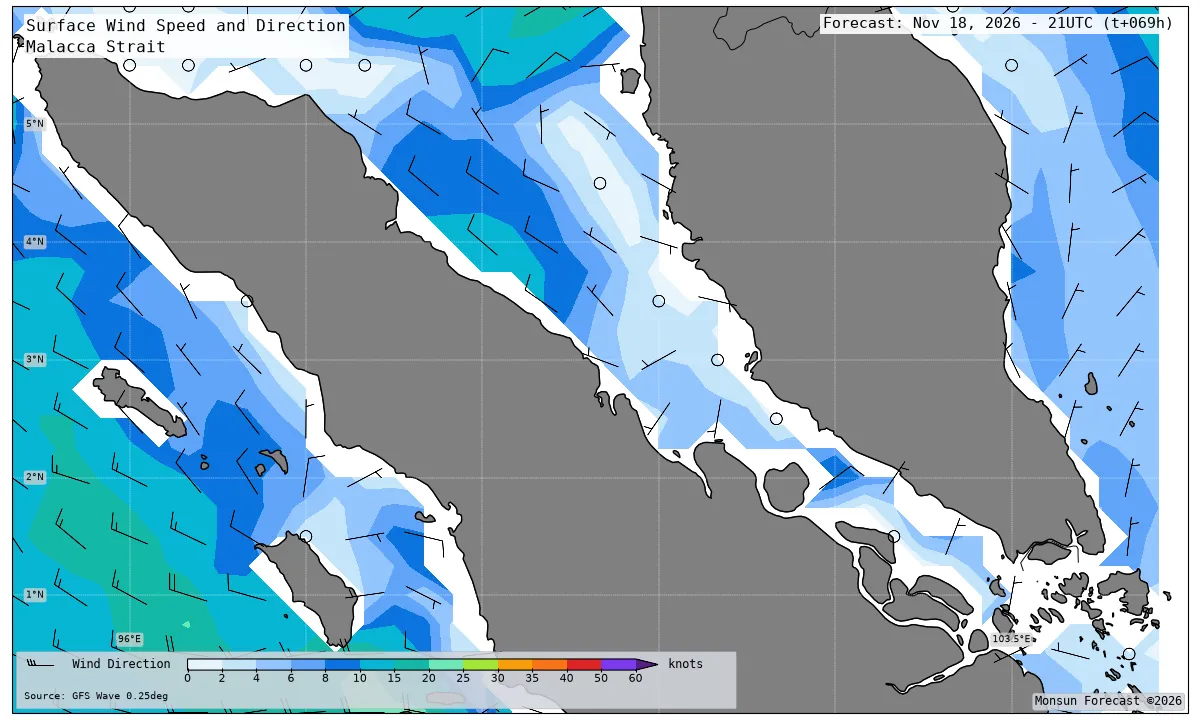 Surface Wind Speed and Direction
Malacca Strait
Forecast: Nov 18, 2026 - 21UTC (t+069h)
5°N
4°N
3°N
2°N
1°N
96°E
103.5°E
Wind Direction
knots
0 2 4 6 8 10 15 20 25 30 35 40 50 60
Source: GFS Wave 0.25deg
Monsun Forecast ©2026